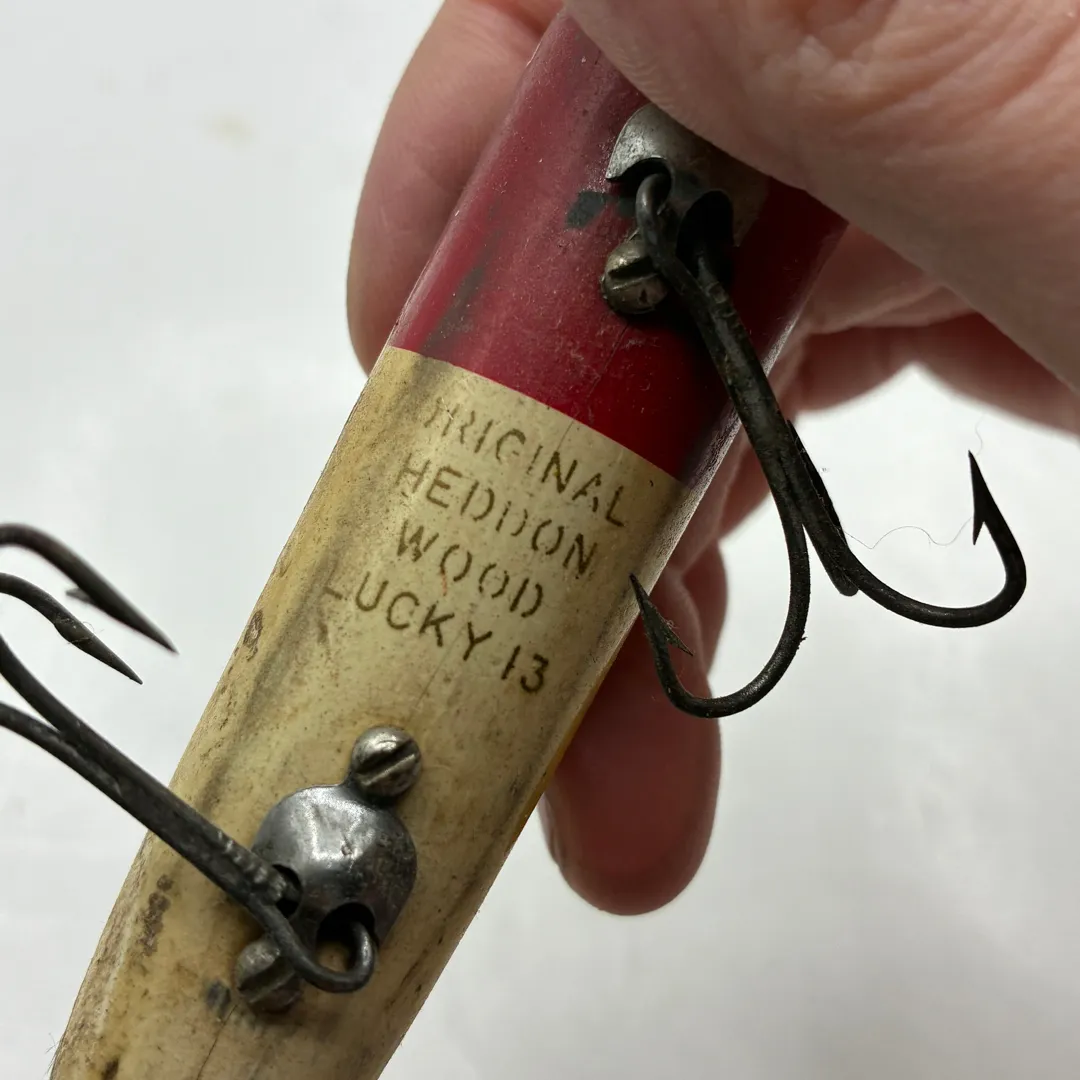 ORIGINAL
HEDDON
WOOD
LUCKY 13